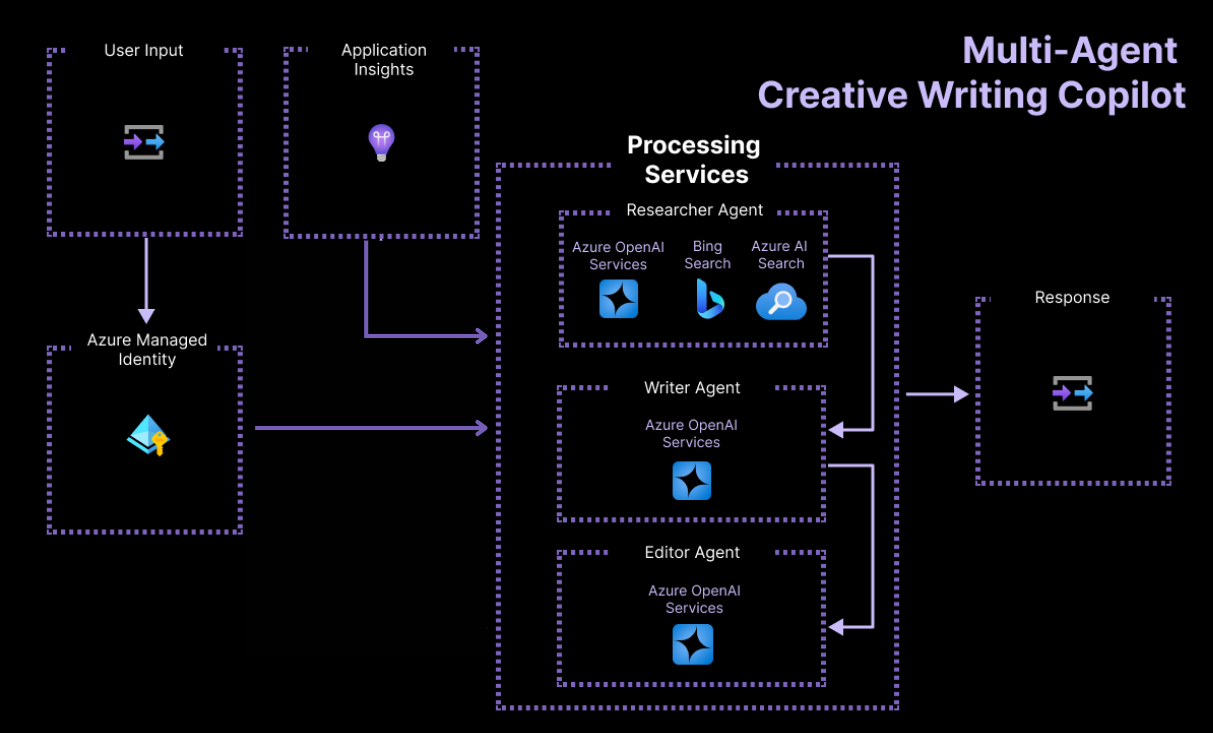 Multi-Agent
Creative Writing Copilot
User Input
Application
Insights
Azure Managed
Identity
Processing
Services
Researcher Agent
Azure OpenAI
Services
Bing
Search
Azure AI
Search
Writer Agent
Azure OpenAI
Services
Editor Agent
Azure OpenAI
Services
Response